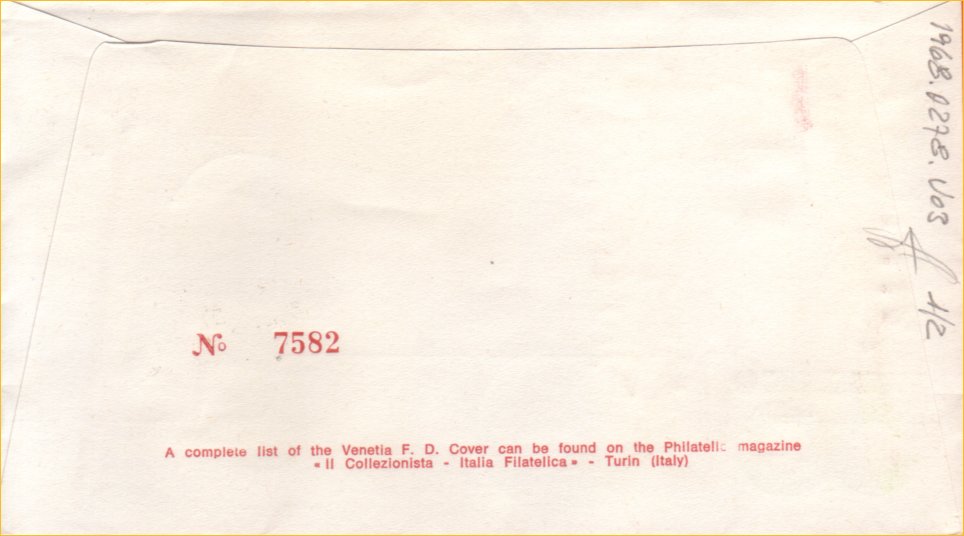 1968.0278.
1/2
No 7582
A complete list of the Venetia F. D. Cover can be found on the Philatelic magazine
« Il Collezionista - Italia Filatelica » - Turin (Italy)